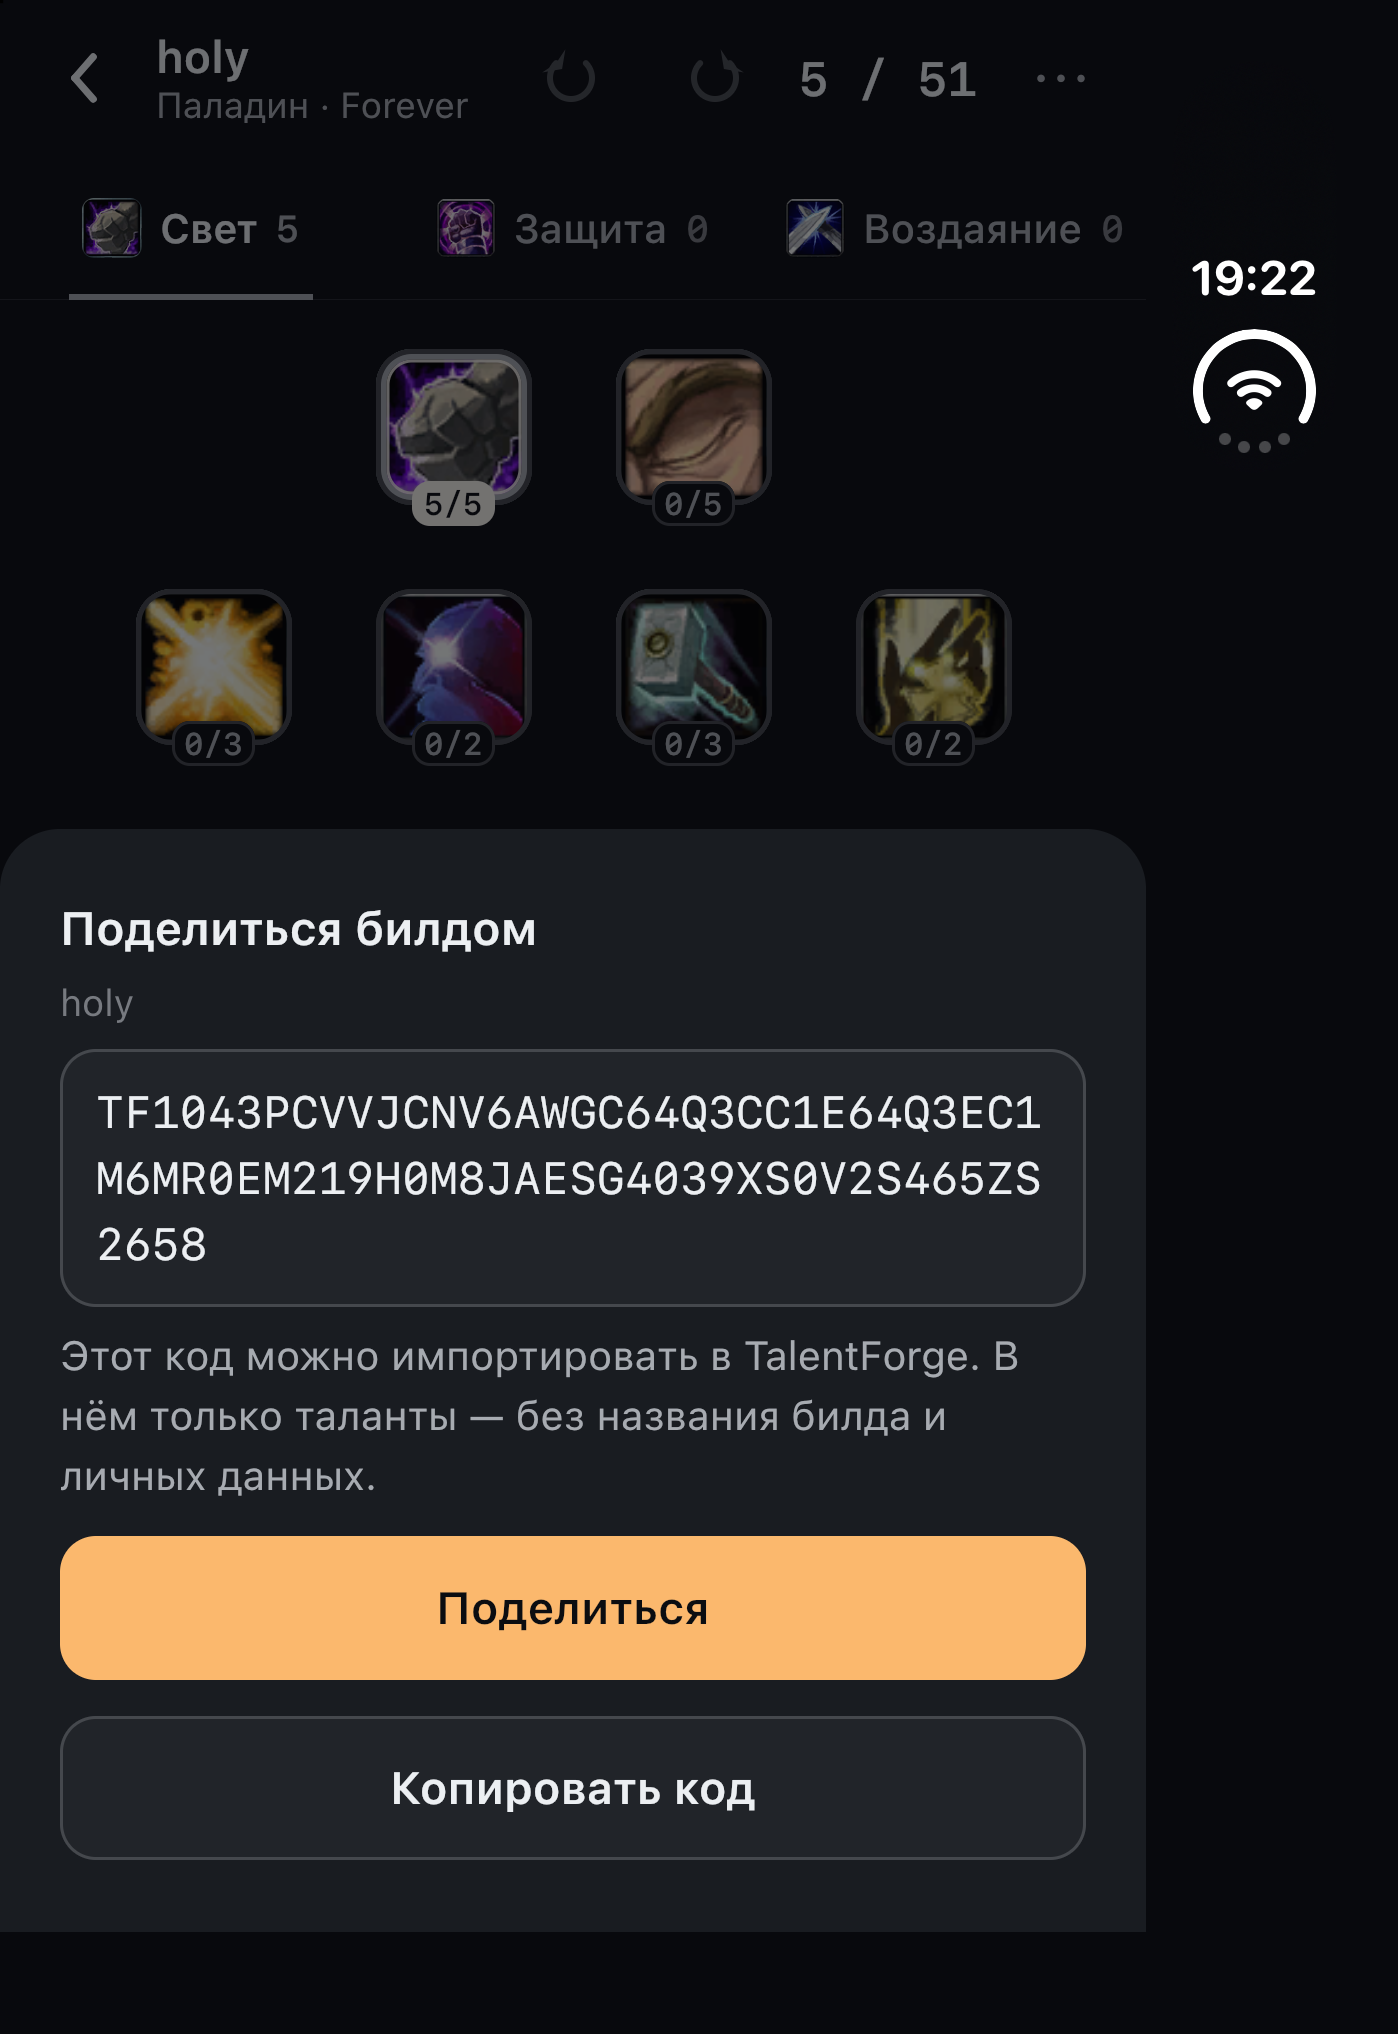 holy
Паладин · Forever
5 / 51
Свет 5
Защита 0
Воздаяние 0
19:22
5/5
0/5
0/3
0/2
0/3
0/2
Поделиться билдом
holy
TF1043PCVVJCNV6AWGC64Q3CC1E64Q3EC1
M6MR0EM219H0M8JAESG4039XS0V2S465ZS
2658
Этот код можно импортировать в TalentForge. В
нём только таланты — без названия билда и
личных данных.
Поделиться
Копировать код